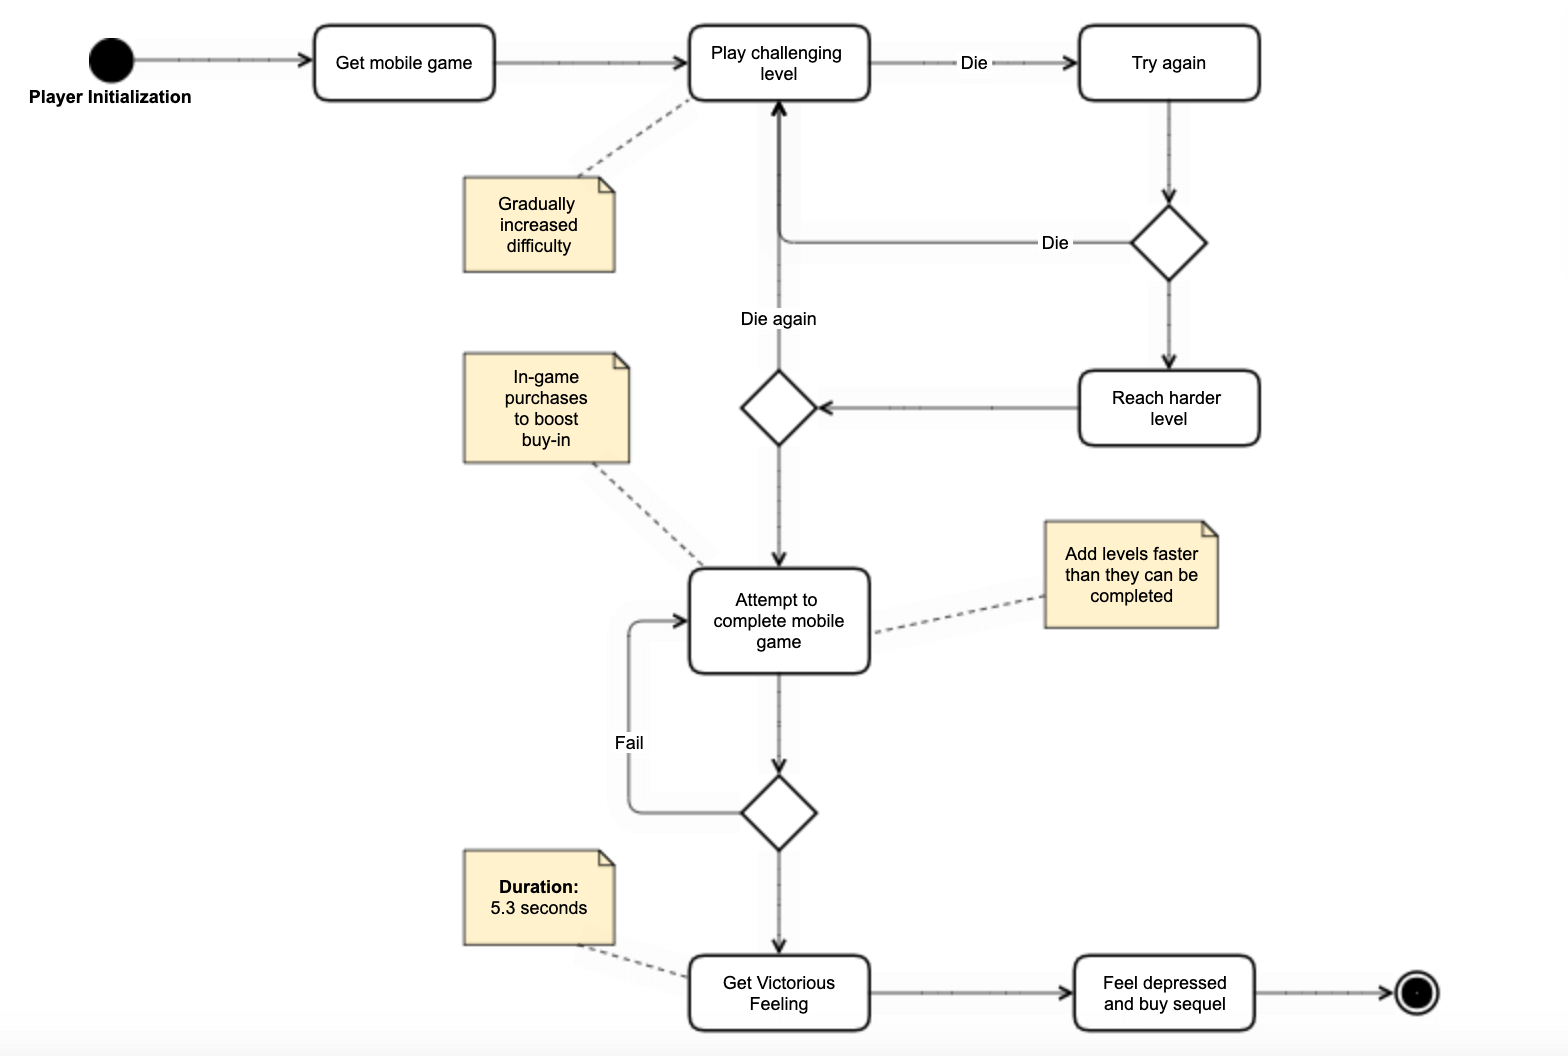 Player Initialization
Get mobile game
Play challenging
level
Die
Try again
Gradually
increased
difficulty
Die
Die again
In-game
purchases
to boost
buy-in
Reach harder
level
Add levels faster
than they can be
completed
Attempt to
complete mobile
game
Fail
Duration:
5.3 seconds
Get Victorious
Feeling
Feel depressed
and buy sequel